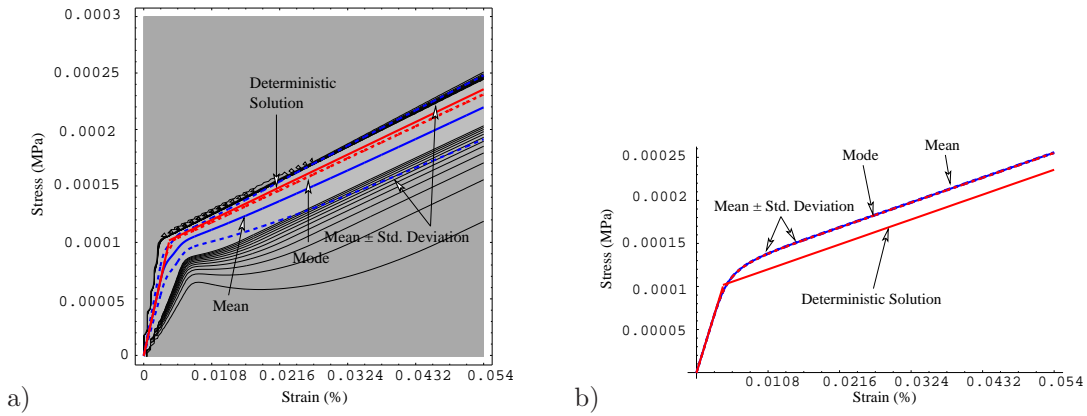 0.0003
0.00025
0.0002
0.00015
0.0001
0.00005
0
Stress (MPa)
Deterministic
Solution
Mean ± Std. Deviation
Mode
Mean
0 0.0108 0.0216 0.0324 0.0432 0.054
Strain (%)
a)
0.00025
0.0002
0.00015
0.0001
0.00005
Stress (MPa)
Mean
Mode
Mean ± Std. Deviation
Deterministic Solution
0.0108 0.0216 0.0324 0.0432 0.054
Strain (%)
b)